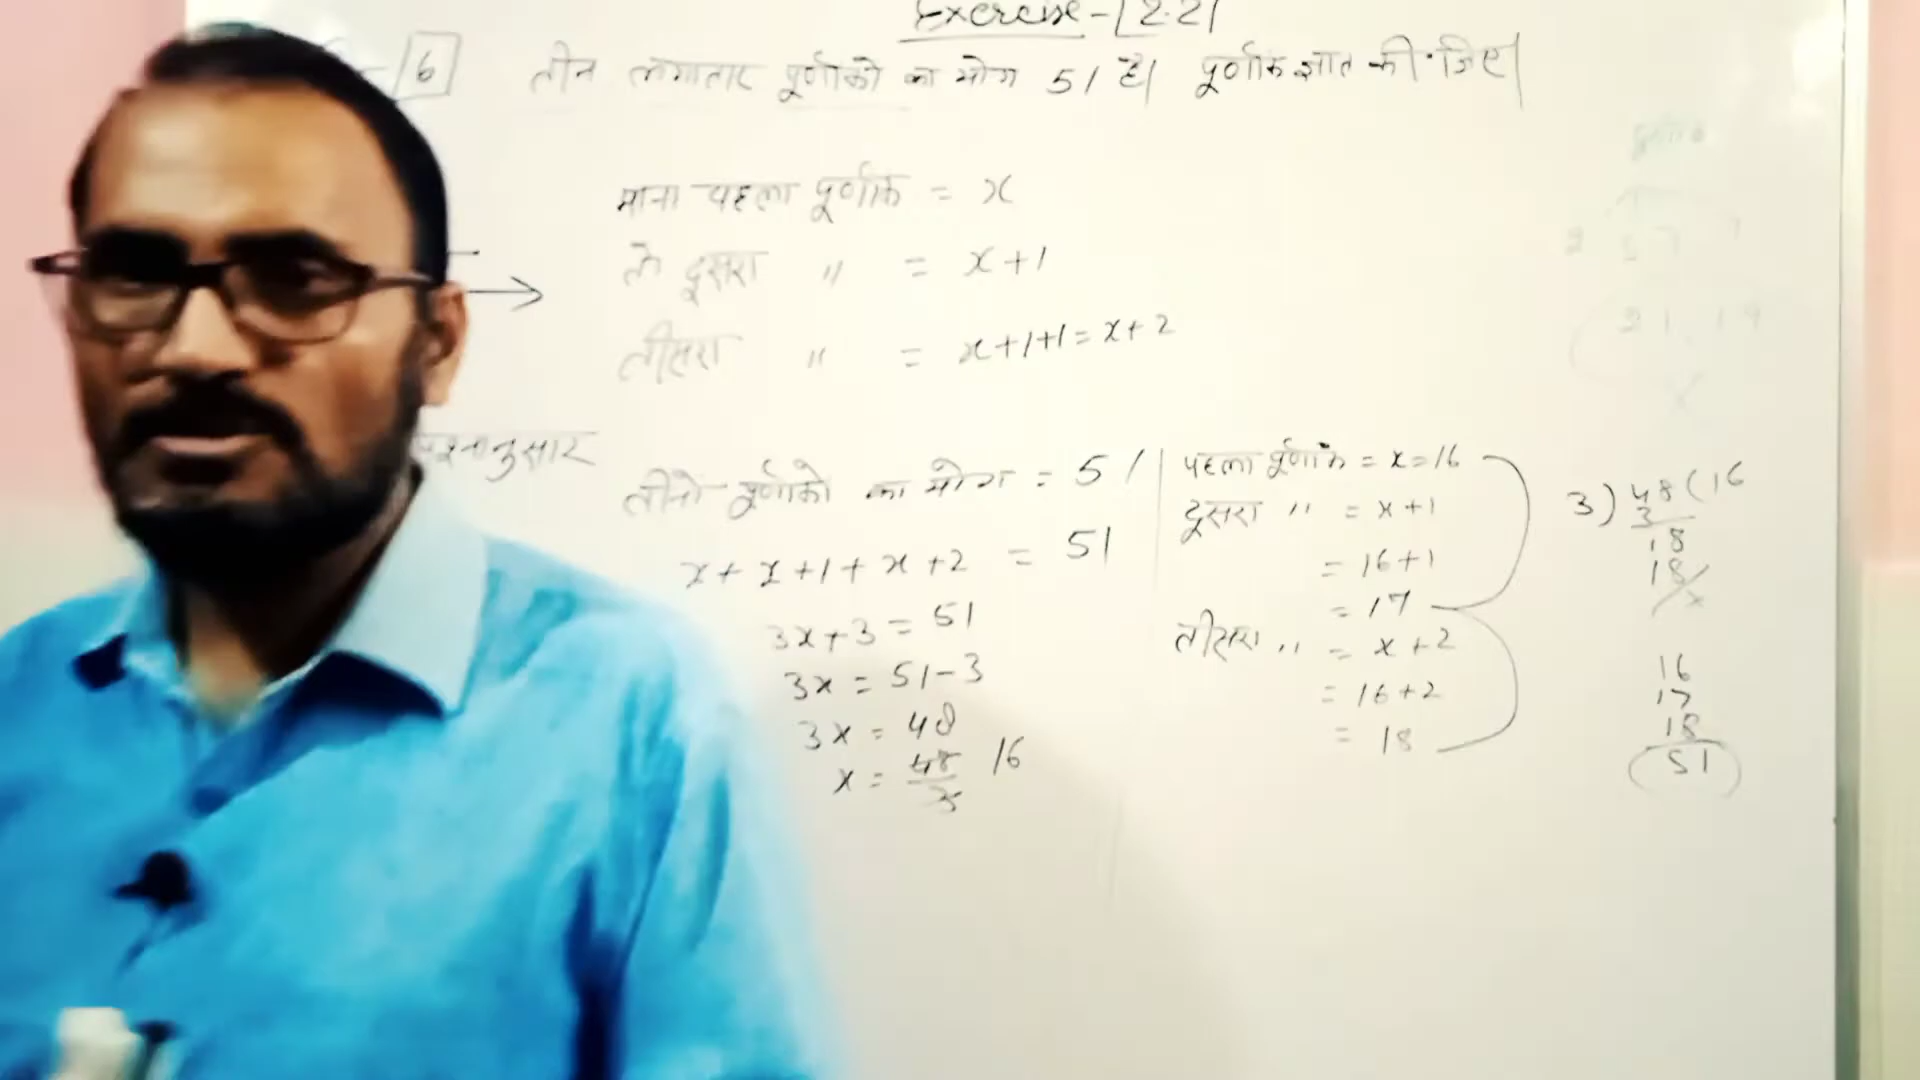 Exercise-2.2
6 तीन लगातार पूर्णांको का योग 51 है| पूर्णांक ज्ञात कीजिए|
माना पहला पूर्णांक = x
तो दूसरा " = x+1
तीसरा " = x+1+1=x+2
प्रश्नानुसार
तीनो पूर्णांको का योग = 51
x+x+1+x+2 = 51
3x+3 = 51
3x = 51-3
3x = 48
x = 48/3 16
पहला पूर्णांक = x=16
दूसरा " = x+1
= 16+1
= 17
तीसरा " = x+2
= 16+2
= 18
3)48(16
3
18
18
x
16
17
18
51